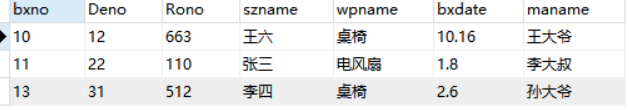 bxno Deno Rono szname wpname bxdate maname
10 12 663 王六 桌椅 10.16 王大爷
11 22 110 张三 电风扇 1.8 李大叔
13 31 512 李四 桌椅 2.6 孙大爷